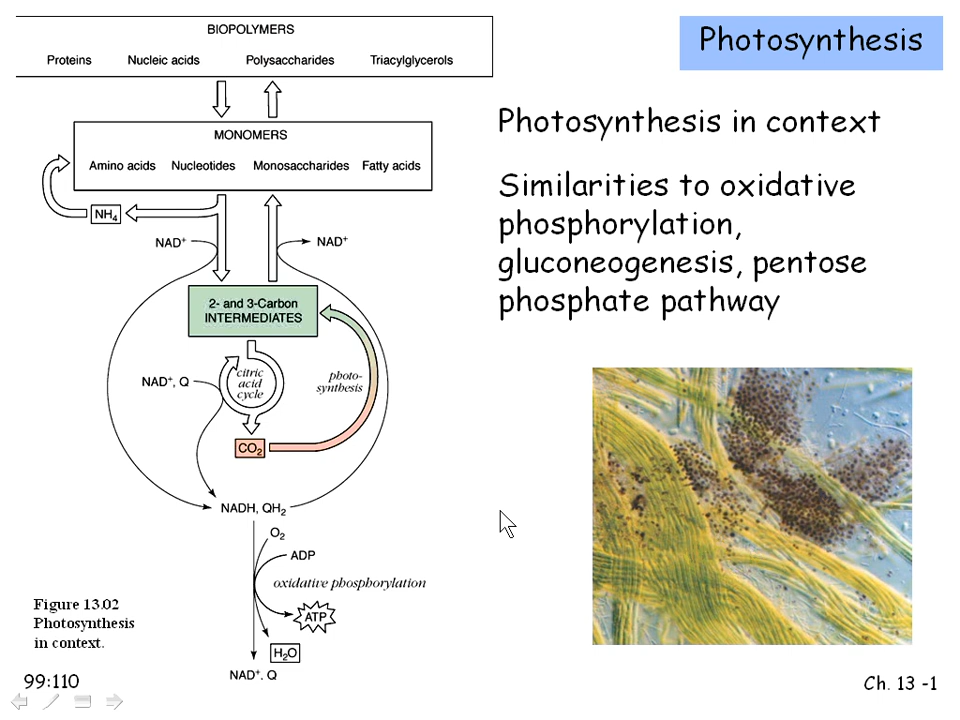 BIOPOLYMERS
Proteins Nucleic acids Polysaccharides Triacylglycerols
MONOMERS
Amino acids Nucleotides Monosaccharides Fatty acids
NH₄
NAD⁺ NAD⁺
2- and 3-Carbon
INTERMEDIATES
NAD⁺, Q
citric
acid
cycle
photo-
synthesis
CO₂
NADH, QH₂
O₂
ADP
oxidative phosphorylation
ATP
H₂O
NAD⁺, Q
Figure 13.02
Photosynthesis
in context.
99:110
Photosynthesis
Photosynthesis in context
Similarities to oxidative
phosphorylation,
gluconeogenesis, pentose
phosphate pathway
Ch. 13 -1